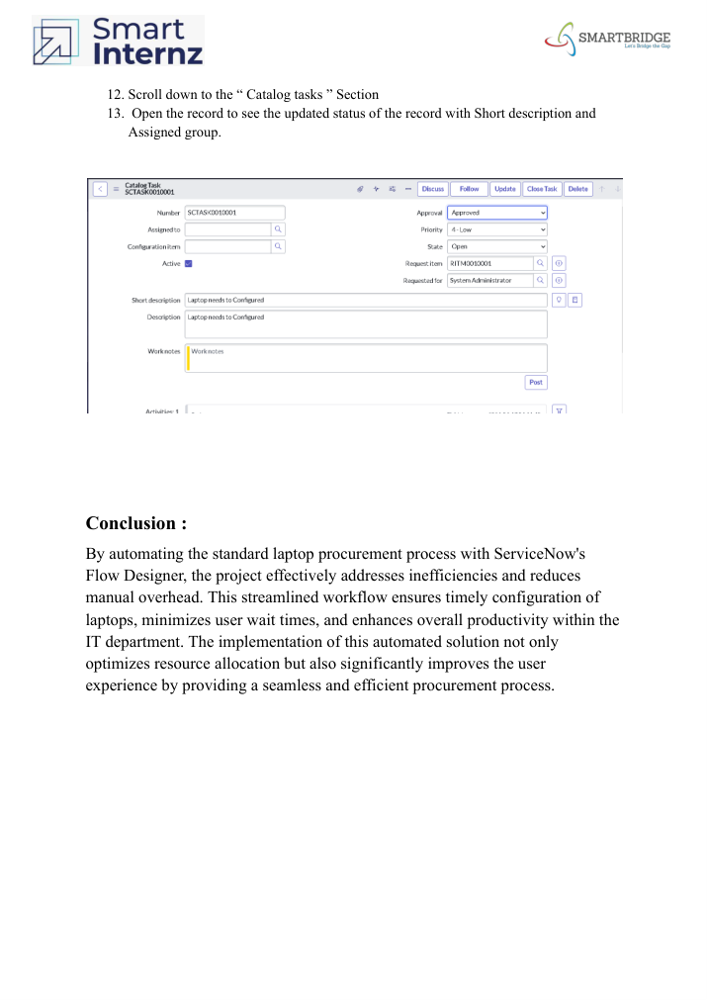 Smart
Internz
SMARTBRIDGE
Let's Bridge the Gap
12. Scroll down to the “ Catalog tasks ” Section
13. Open the record to see the updated status of the record with Short description and
Assigned group.
Catalog Task
SCTASK0010001
Discuss Follow Update Close Task Delete
Number SCTASK0010001 Approval Approved
Assigned to Priority 4 - Low
Configuration item State Open
Active Request item RITM0010001
Requested for System Administrator
Short description Laptop needs to Configured
Description Laptop needs to Configured
Work notes Work notes
Post
Activities: 1
Conclusion :
By automating the standard laptop procurement process with ServiceNow's
Flow Designer, the project effectively addresses inefficiencies and reduces
manual overhead. This streamlined workflow ensures timely configuration of
laptops, minimizes user wait times, and enhances overall productivity within the
IT department. The implementation of this automated solution not only
optimizes resource allocation but also significantly improves the user
experience by providing a seamless and efficient procurement process.